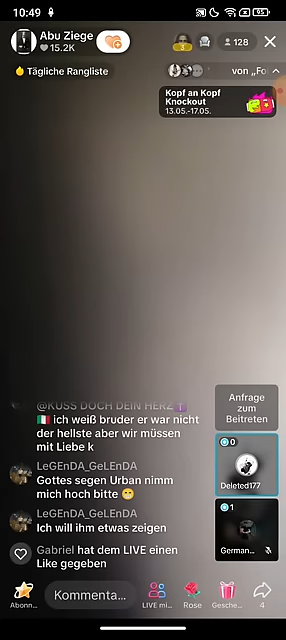 10:49
95
Abu Ziege
15.2K
3
128
Tägliche Rangliste
von „Fo
Kopf an Kopf
Knockout
13.05.-17.05.
@KUSS DOCH DEIN HERZ
ich weiß bruder er war nicht
der hellste aber wir müssen
mit Liebe k
Anfrage
zum
Beitreten
LeGEnDA_GeLEnDA
Gottes segen Urban nimm
mich hoch bitte 😁
0
Deleted177
LeGEnDA_GeLEnDA
Ich will ihm etwas zeigen
1
German...
Gabriel hat dem LIVE einen
Like gegeben
Kommenta...
Abonn...
LIVE mi...
Rose
Gesche...
4